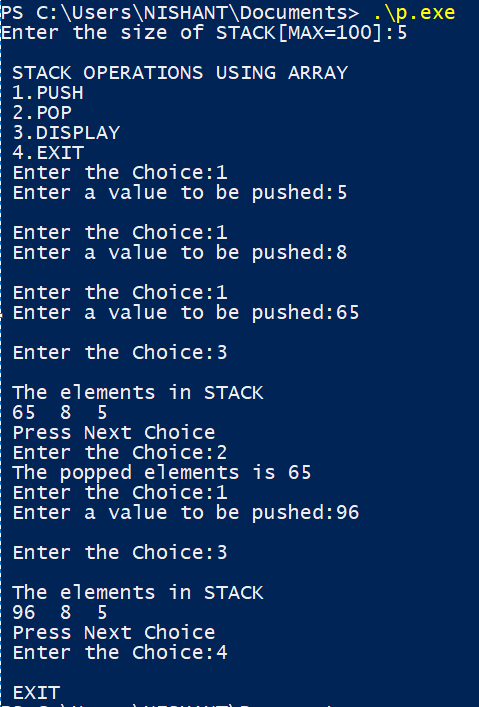 PS C:\Users\NISHANT\Documents> .\p.exe
Enter the size of STACK[MAX=100]:5
STACK OPERATIONS USING ARRAY
1.PUSH
2.POP
3.DISPLAY
4.EXIT
Enter the Choice:1
Enter a value to be pushed:5
Enter the Choice:1
Enter a value to be pushed:8
Enter the Choice:1
Enter a value to be pushed:65
Enter the Choice:3
The elements in STACK
65  8  5
Press Next Choice
Enter the Choice:2
The popped elements is 65
Enter the Choice:1
Enter a value to be pushed:96
Enter the Choice:3
The elements in STACK
96  8  5
Press Next Choice
Enter the Choice:4
EXIT